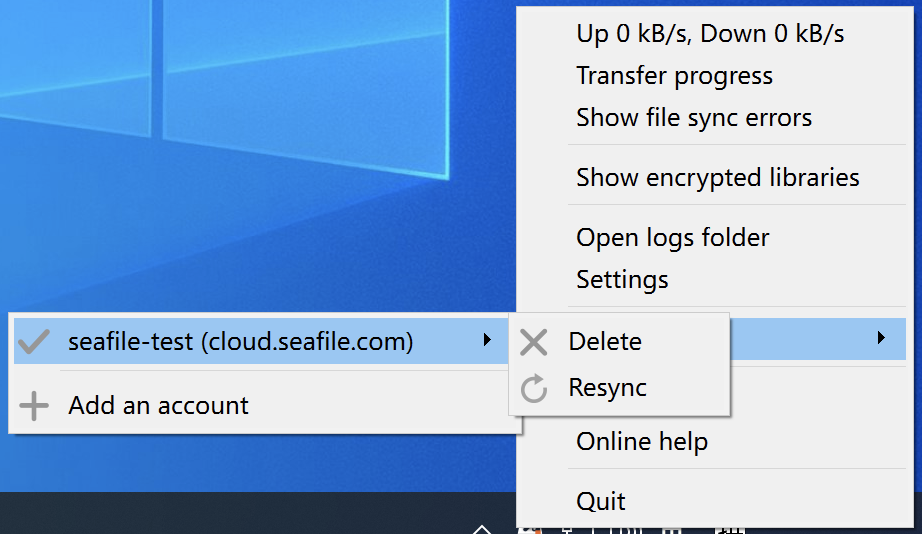 Up 0 kB/s, Down 0 kB/s
Transfer progress
Show file sync errors
Show encrypted libraries
Open logs folder
Settings
seafile-test (cloud.seafile.com)
Add an account
Delete
Resync
Online help
Quit